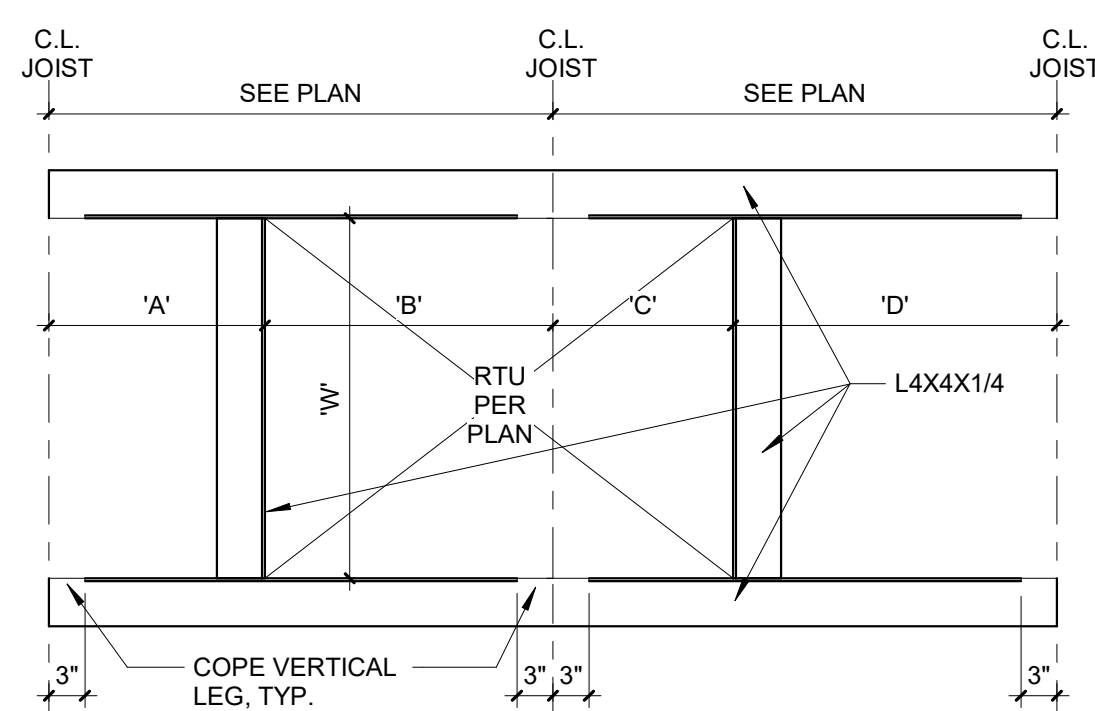 C.L.
JOIST
C.L.
JOIST
C.L.
JOIST
SEE PLAN
SEE PLAN
'A'
'B'
'C'
'D'
'W'
RTU
PER
PLAN
L4X4X1/4
COPE VERTICAL
LEG, TYP.
3"
3"
3"
3"